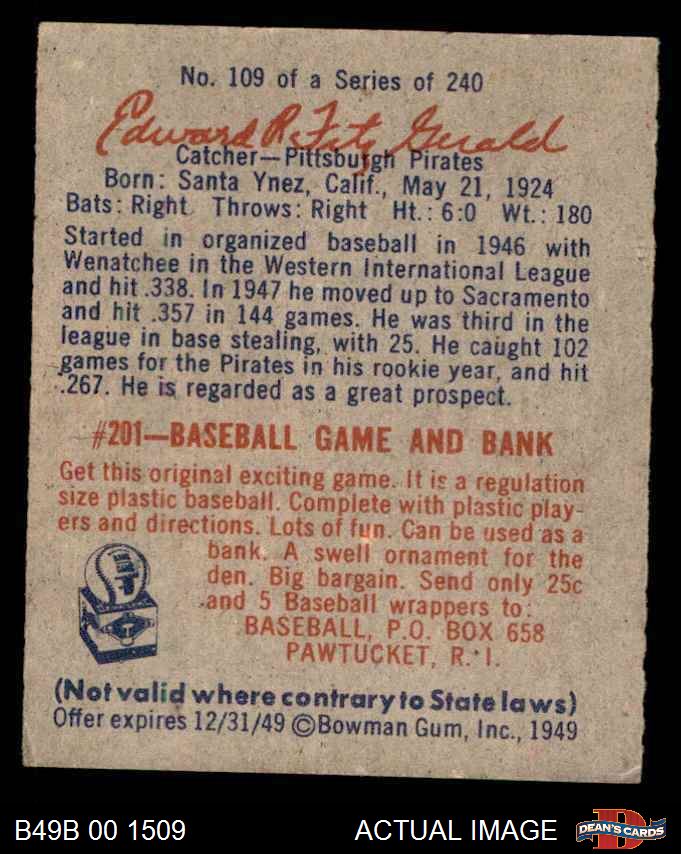 No. 109 of a Series of 240
Edward R. Fitz Gerald
Catcher—Pittsburgh Pirates
Born: Santa Ynez, Calif., May 21, 1924
Bats: Right Throws: Right Ht.: 6:0 Wt.: 180
Started in organized baseball in 1946 with
Wenatchee in the Western International League
and hit .338. In 1947 he moved up to Sacramento
and hit .357 in 144 games. He was third in the
league in base stealing, with 25. He caught 102
games for the Pirates in his rookie year, and hit
.267. He is regarded as a great prospect.
#201—BASEBALL GAME AND BANK
Get this original exciting game. It is a regulation
size plastic baseball. Complete with plastic play-
ers and directions. Lots of fun. Can be used as a
bank. A swell ornament for the
den. Big bargain. Send only 25c
and 5 Baseball wrappers to:
BASEBALL, P.O. BOX 658
PAWTUCKET, R. I.
(Not valid where contrary to State laws)
Offer expires 12/31/49 ©Bowman Gum, Inc., 1949
B49B 00 1509
ACTUAL IMAGE
DEAN'S CARDS